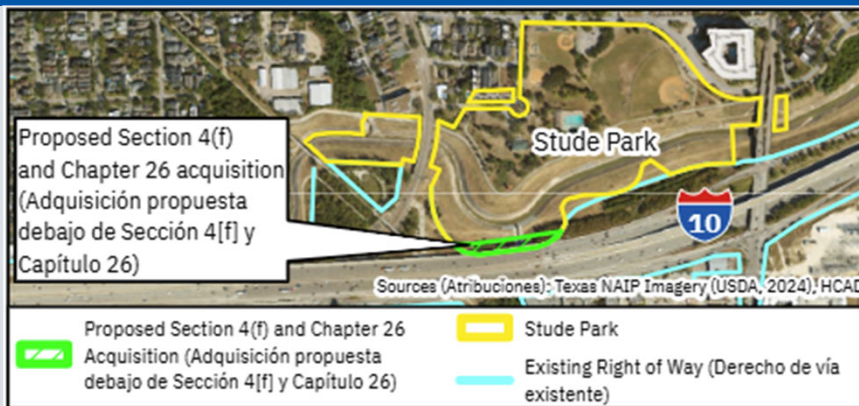 Proposed Section 4(f)
and Chapter 26 acquisition
(Adquisición propuesta
debajo de Sección 4[f] y
Capítulo 26)
Stude Park
10
Sources (Atribuciones): Texas NAIP Imagery (USDA, 2024), HCAD
Proposed Section 4(f) and Chapter 26
Acquisition (Adquisición propuesta
debajo de Sección 4[f] y Capítulo 26)
Stude Park
Existing Right of Way (Derecho de vía
existente)